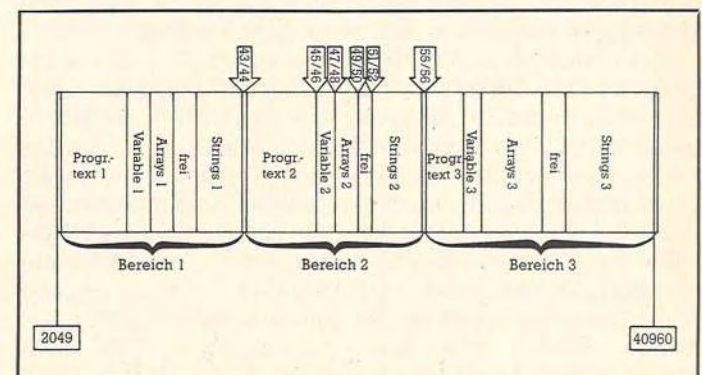 43/44
45/46
47/48
49/50
51/52
55/56
Progr.-
text 1
Variable 1
Arrays 1
frei
Strings 1
Progr.-
text 2
Variable 2
Arrays 2
frei
Strings 2
Progr.-
text 3
Variable 3
Arrays 3
frei
Strings 3
Bereich 1
Bereich 2
Bereich 3
2049
40960